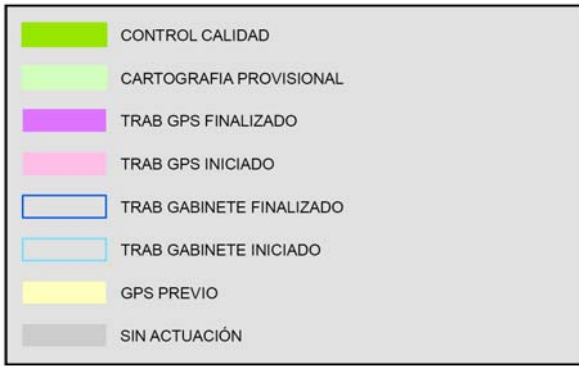 CONTROL CALIDAD
CARTOGRAFIA PROVISIONAL
TRAB GPS FINALIZADO
TRAB GPS INICIADO
TRAB GABINETE FINALIZADO
TRAB GABINETE INICIADO
GPS PREVIO
SIN ACTUACIÓN